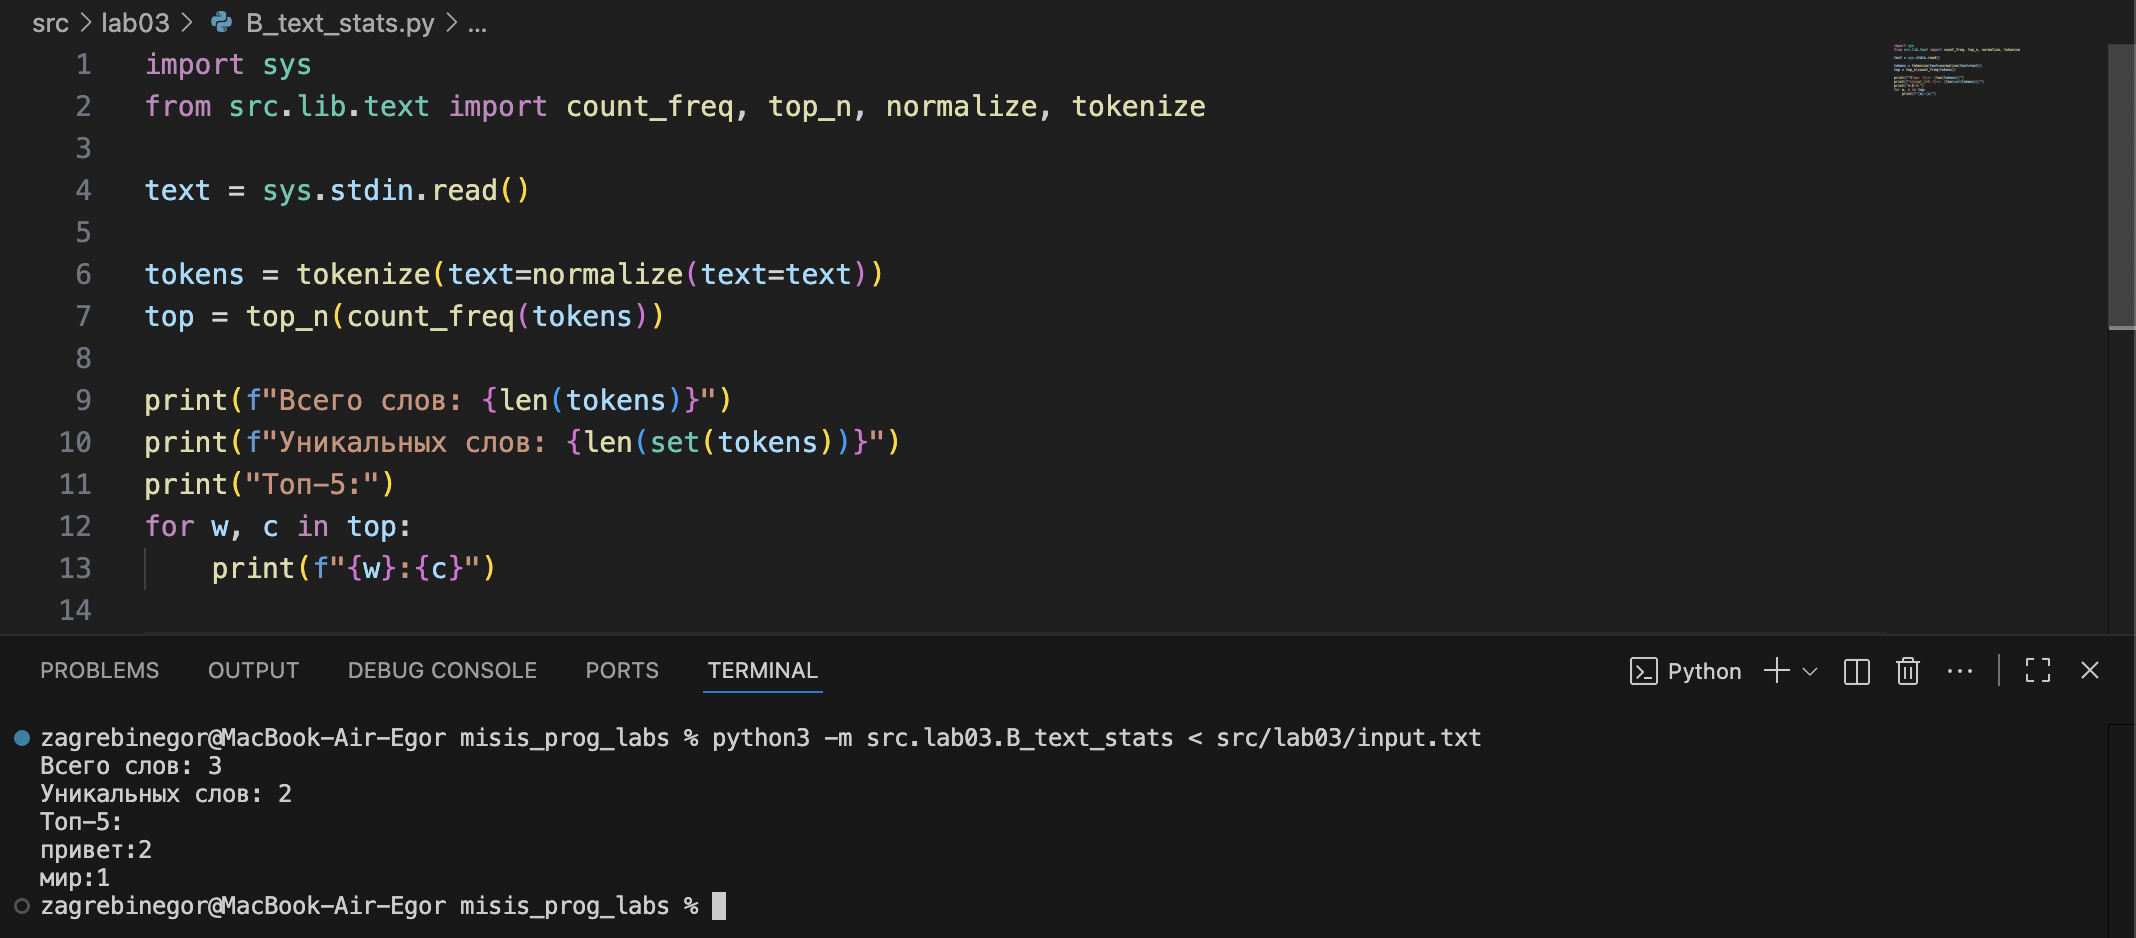 src > lab03 > B_text_stats.py > ...
1 import sys
2 from src.lib.text import count_freq, top_n, normalize, tokenize
3
4 text = sys.stdin.read()
5
6 tokens = tokenize(text=normalize(text=text))
7 top = top_n(count_freq(tokens))
8
9 print(f"Всего слов: {len(tokens)}")
10 print(f"Уникальных слов: {len(set(tokens))}")
11 print("Топ-5:")
12 for w, c in top:
13     print(f"{w}:{c}")
14
PROBLEMS OUTPUT DEBUG CONSOLE PORTS TERMINAL Python
zagrebinegor@MacBook-Air-Egor misis_prog_labs % python3 -m src.lab03.B_text_stats < src/lab03/input.txt
Всего слов: 3
Уникальных слов: 2
Топ-5:
привет:2
мир:1
zagrebinegor@MacBook-Air-Egor misis_prog_labs %